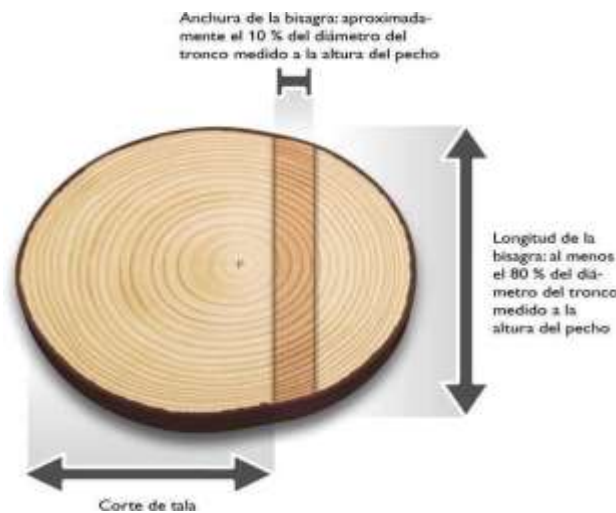 Anchura de la bisagra: aproximada-
mente el 10 % del diámetro del
tronco medido a la altura del pecho
Longitud de la
bisagra: al menos
el 80 % del diá-
metro del tronco
medido a la
altura del pecho
Corte de tala